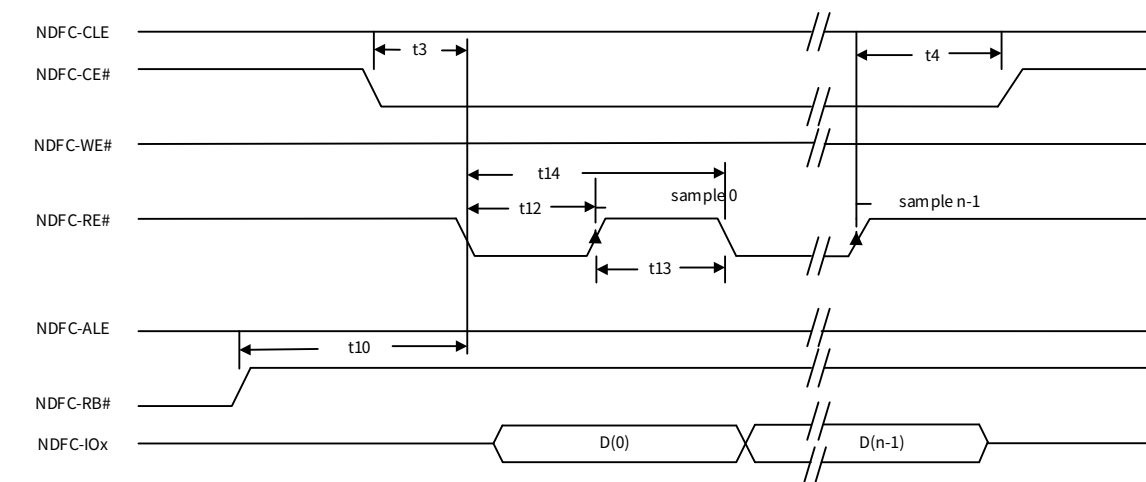 NDFC-CLE
t3
t4
NDFC-CE#
NDFC-WE#
t14
sample 0
t12
sample n-1
NDFC-RE#
t13
NDFC-ALE
t10
NDFC-RB#
NDFC-IOx
D(0)
D(n-1)